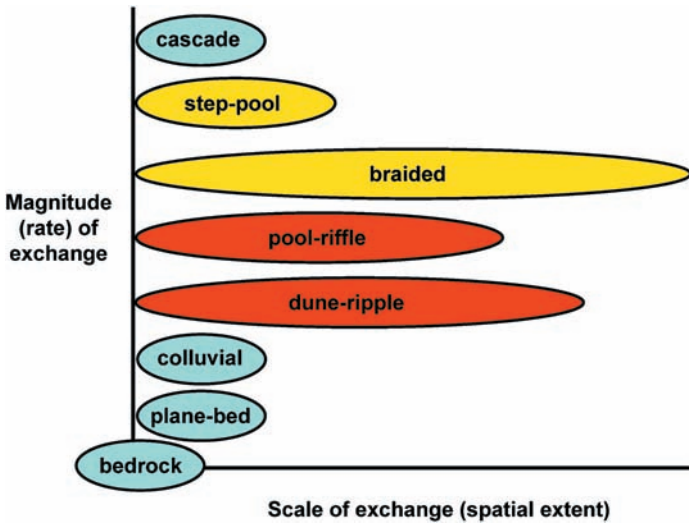 cascade
step-pool
braided
Magnitude
(rate) of
exchange
pool-riffle
dune-ripple
colluvial
plane-bed
bedrock
Scale of exchange (spatial extent)